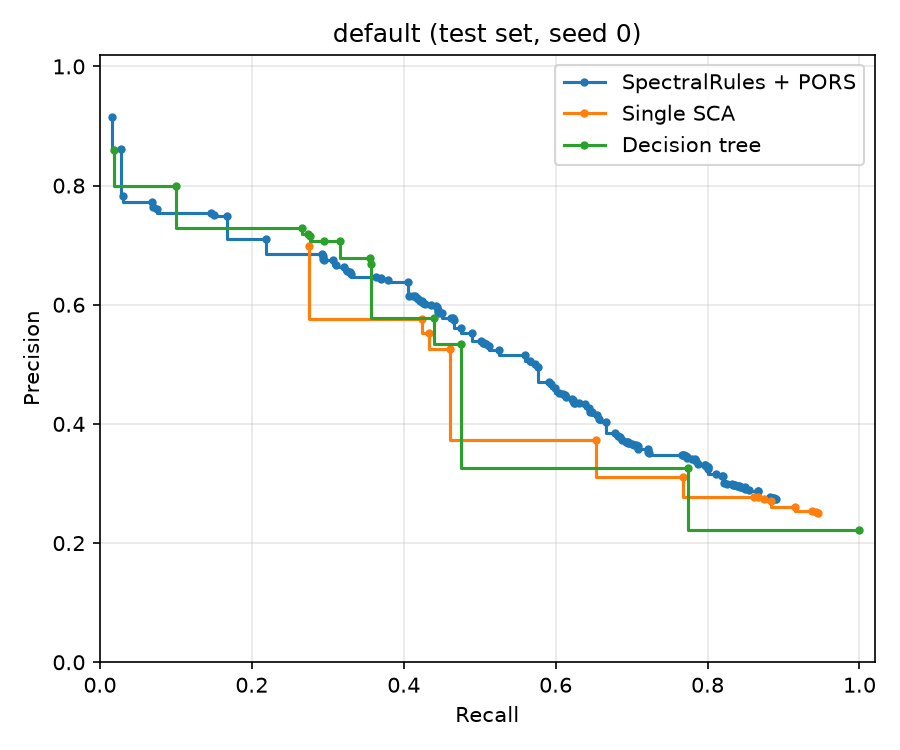 default (test set, seed 0)
SpectralRules + PORS
Single SCA
Decision tree
Precision
1.0
0.8
0.6
0.4
0.2
0.0
0.0 0.2 0.4 0.6 0.8 1.0
Recall